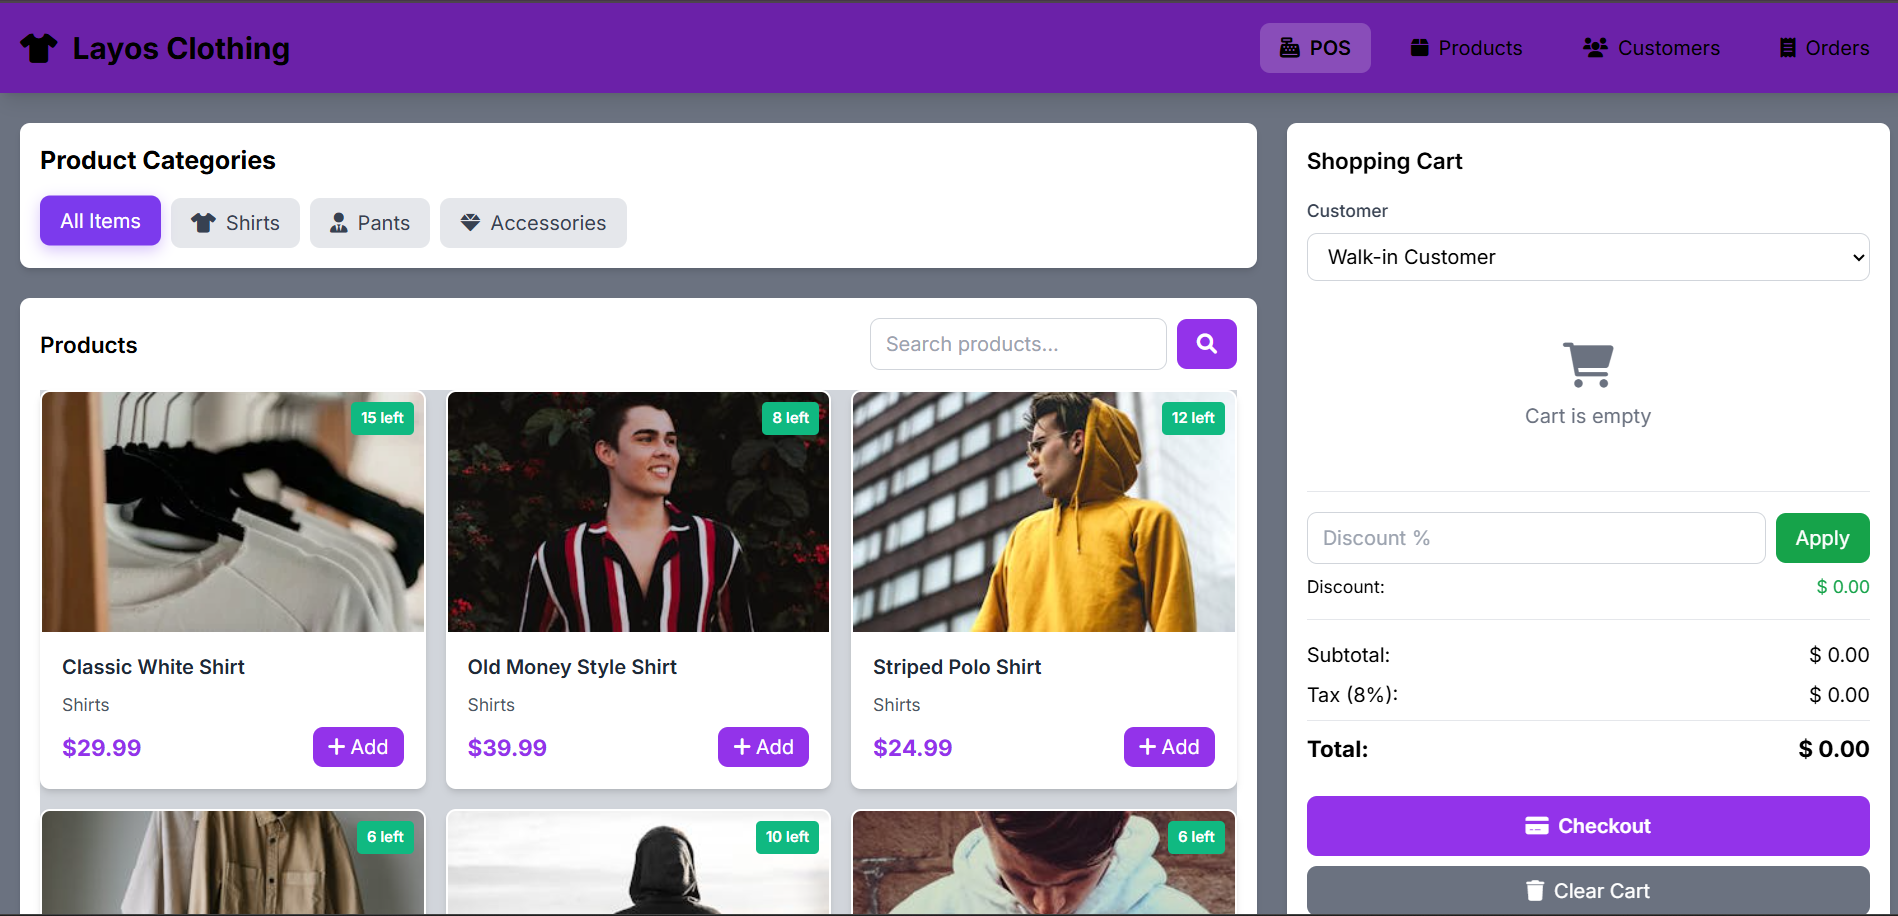 Layos Clothing
POS
Products
Customers
Orders
Product Categories
All Items
Shirts
Pants
Accessories
Products
Search products...
15 left
8 left
12 left
Classic White Shirt
Shirts
$29.99
+ Add
Old Money Style Shirt
Shirts
$39.99
+ Add
Striped Polo Shirt
Shirts
$24.99
+ Add
6 left
10 left
6 left
Shopping Cart
Customer
Walk-in Customer
Cart is empty
Discount %
Apply
Discount: $ 0.00
Subtotal: $ 0.00
Tax (8%): $ 0.00
Total: $ 0.00
Checkout
Clear Cart